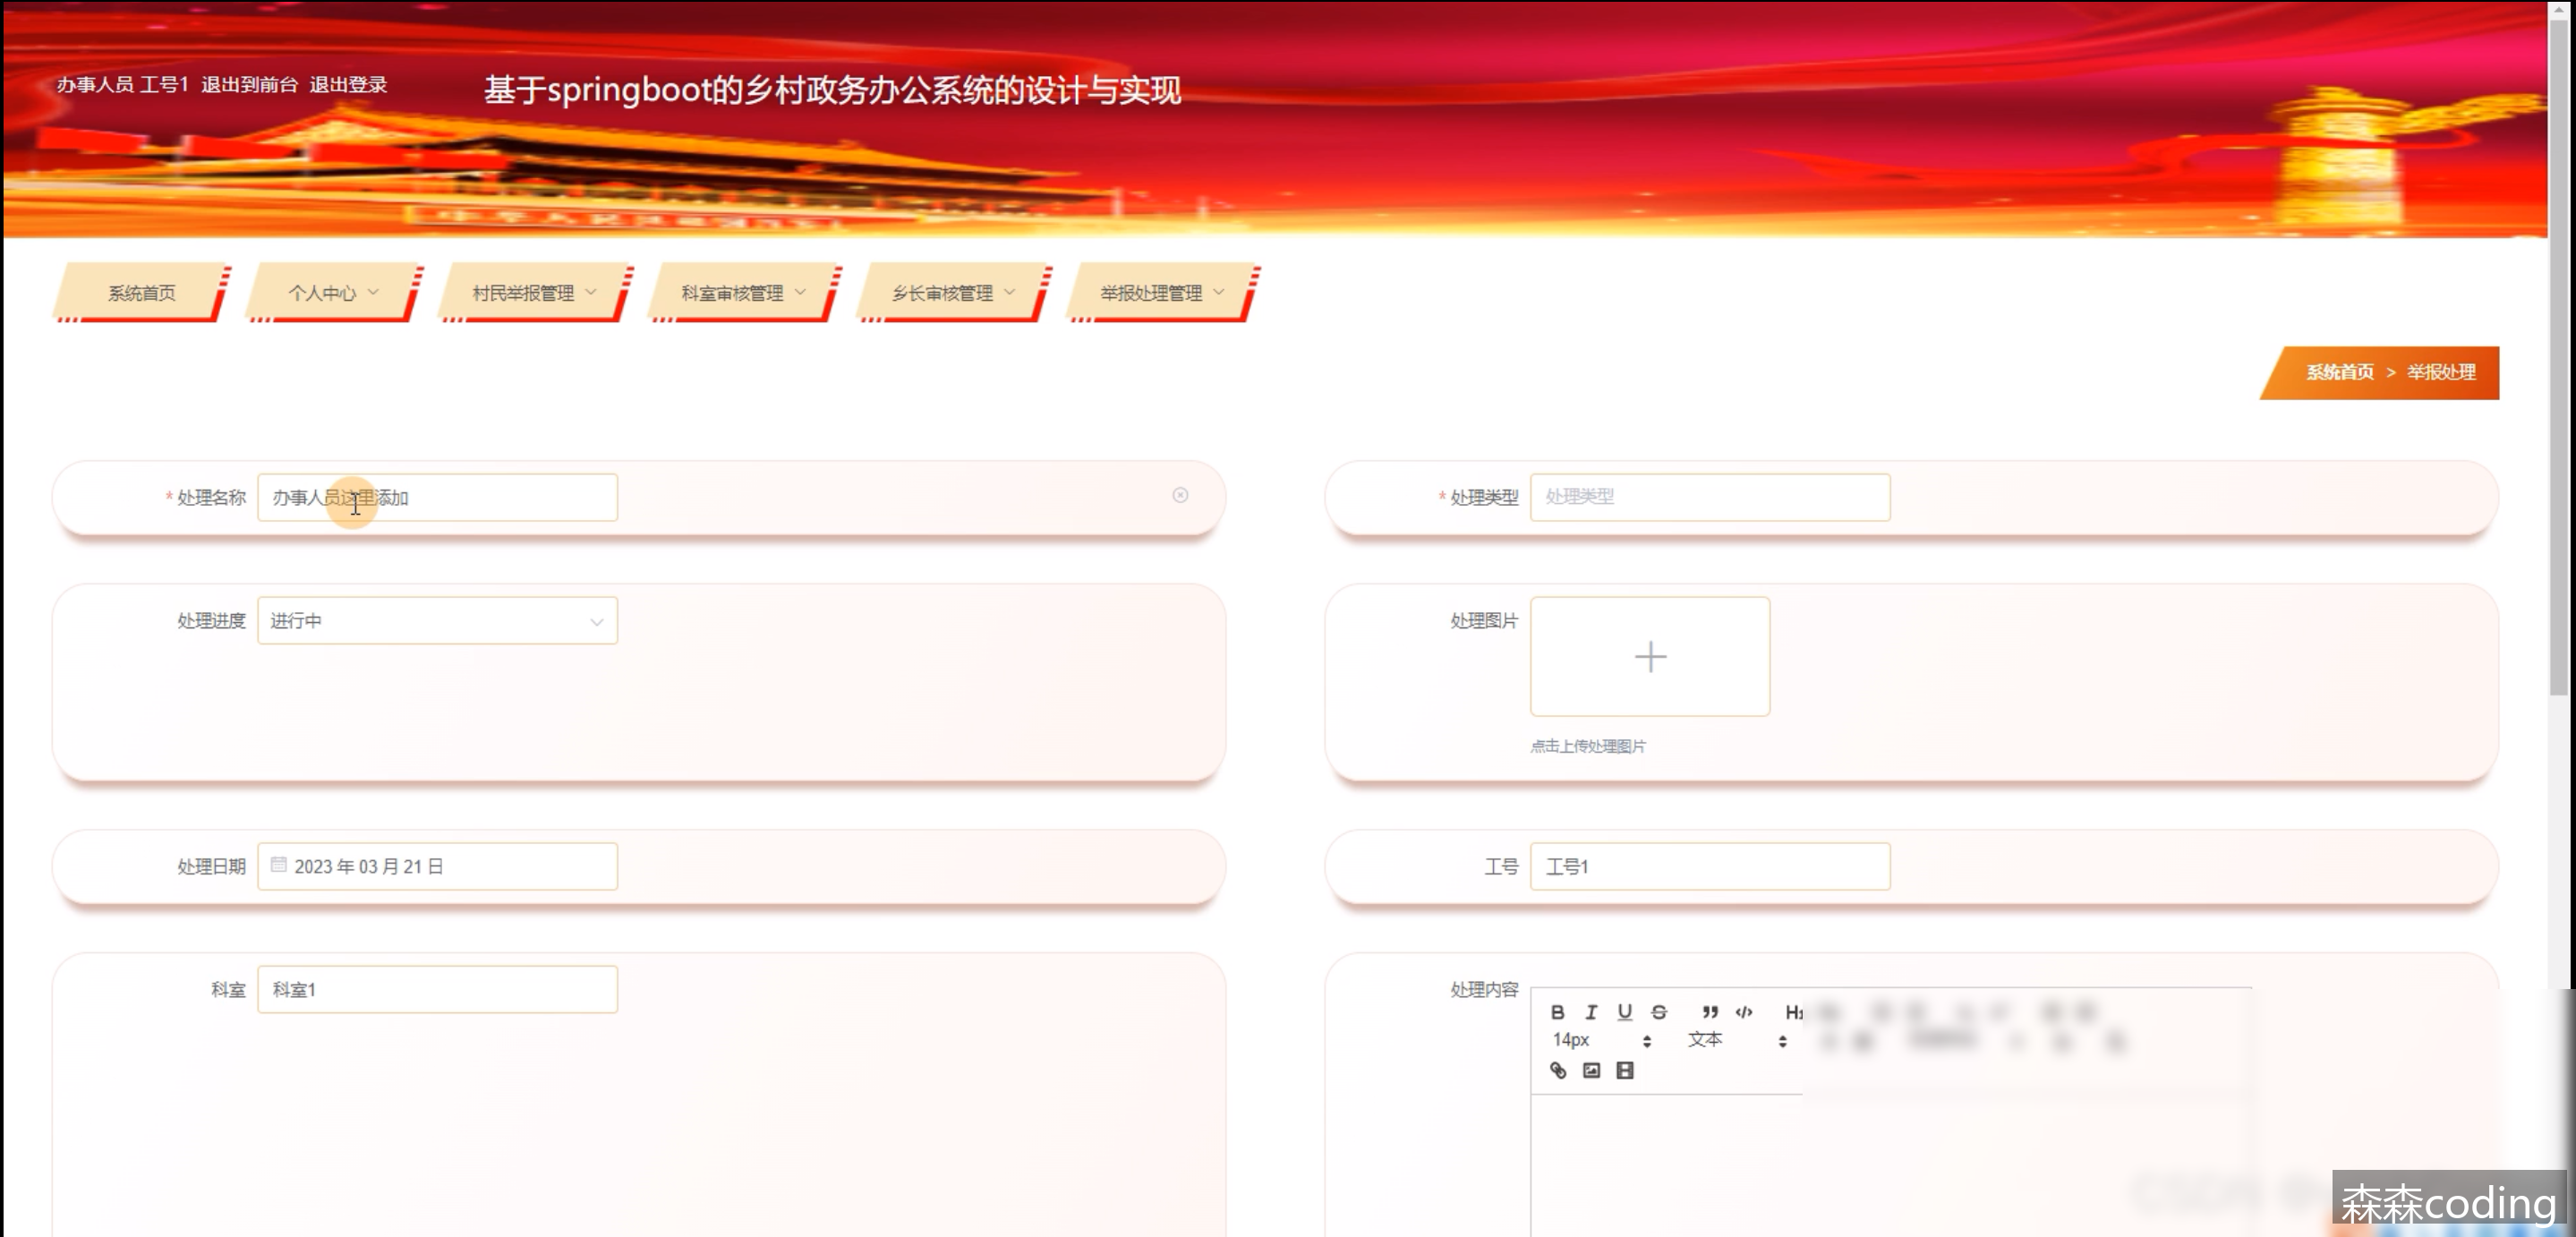 办事人员 工号1 退出到前台 退出登录
基于springboot的乡村政务办公系统的设计与实现
系统首页 个人中心 村民举报管理 科室审核管理 乡长审核管理 举报处理管理
系统首页 > 举报处理
* 处理名称 办事人员这里添加
* 处理类型 处理类型
处理进度 进行中
处理图片
点击上传处理图片
处理日期 2023 年 03 月 21 日
工号 工号1
科室 科室1
处理内容
B I U S ” </> H1
14px 文本
森森coding